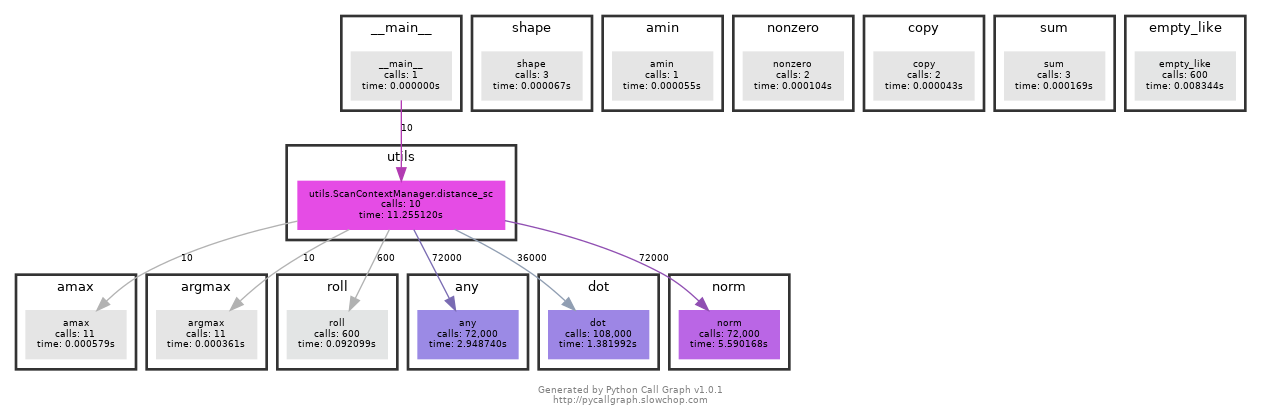 __main__
__main__
calls: 1
time: 0.000000s
shape
shape
calls: 3
time: 0.000067s
amin
amin
calls: 1
time: 0.000055s
nonzero
nonzero
calls: 2
time: 0.000104s
copy
copy
calls: 2
time: 0.000043s
sum
sum
calls: 3
time: 0.000169s
empty_like
empty_like
calls: 600
time: 0.008344s
10
utils
utils.ScanContextManager.distance_sc
calls: 10
time: 11.255120s
10
10
600
72000
36000
72000
amax
amax
calls: 11
time: 0.000579s
argmax
argmax
calls: 11
time: 0.000361s
roll
roll
calls: 600
time: 0.092099s
any
any
calls: 72,000
time: 2.948740s
dot
dot
calls: 108,000
time: 1.381992s
norm
norm
calls: 72,000
time: 5.590168s
Generated by Python Call Graph v1.0.1
http://pycallgraph.slowchop.com